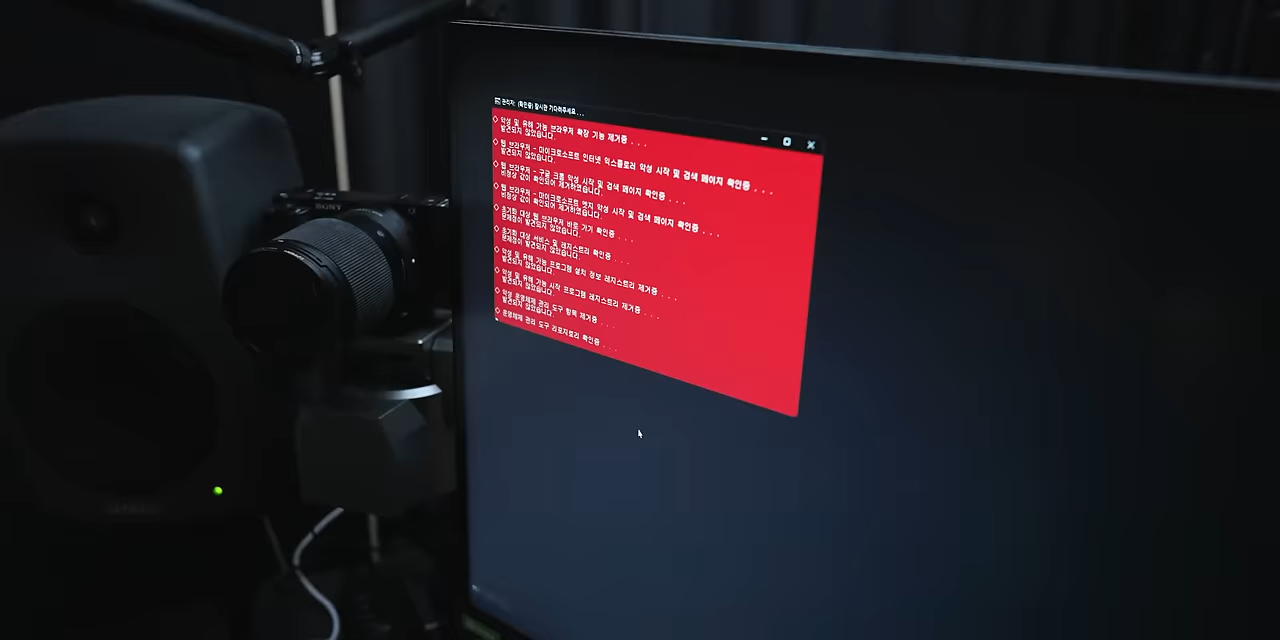 관리자: (확인중) 잠시만 기다려주세요 ...
◇ 악성 및 유해 가능 브라우저 확장 기능 제거중 . . .
발견되지 않았습니다.
◇ 웹 브라우저 - 마이크로소프트 인터넷 익스플로러 악성 시작 및 검색 페이지 확인중 . . .
발견되지 않았습니다.
◇ 웹 브라우저 - 구글 크롬 악성 시작 및 검색 페이지 확인중 . . .
비정상 값이 확인되어 제거하였습니다.
◇ 웹 브라우저 - 마이크로소프트 엣지 악성 시작 및 검색 페이지 확인중 . . .
비정상 값이 확인되어 제거하였습니다.
◇ 초기화 대상 웹 브라우저 바로 가기 확인중 . . .
문제점이 발견되지 않았습니다.
◇ 초기화 대상 서비스 및 레지스트리 확인중 . . .
문제점이 발견되지 않았습니다.
◇ 악성 및 유해 가능 프로그램 설치 정보 레지스트리 제거중 . . .
발견되지 않았습니다.
◇ 악성 및 유해 가능 시작 프로그램 레지스트리 제거중 . . .
발견되지 않았습니다.
◇ 악성 운영체제 관리 도구 항목 제거중 . . .
발견되지 않았습니다.
◇ 운영체제 관리 도구 리포지토리 확인중 . . .
SONY